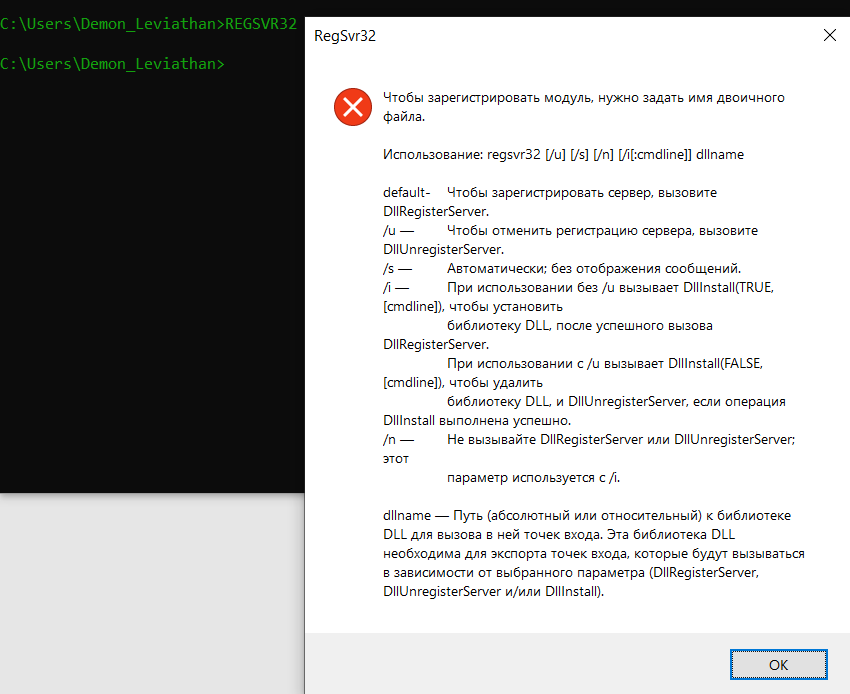 C:\Users\Demon_Leviathan>REGSVR32
C:\Users\Demon_Leviathan>
RegSvr32
Чтобы зарегистрировать модуль, нужно задать имя двоичного
файла.
Использование: regsvr32 [/u] [/s] [/n] [/i[:cmdline]] dllname
default- Чтобы зарегистрировать сервер, вызовите
DllRegisterServer.
/u — Чтобы отменить регистрацию сервера, вызовите
DllUnregisterServer.
/s — Автоматически; без отображения сообщений.
/i — При использовании без /u вызывает DllInstall(TRUE,
[cmdline]), чтобы установить
библиотеку DLL, после успешного вызова
DllRegisterServer.
При использовании с /u вызывает DllInstall(FALSE,
[cmdline]), чтобы удалить
библиотеку DLL, и DllUnregisterServer, если операция
DllInstall выполнена успешно.
/n — Не вызывайте DllRegisterServer или DllUnregisterServer;
этот
параметр используется с /i.
dllname — Путь (абсолютный или относительный) к библиотеке
DLL для вызова в ней точек входа. Эта библиотека DLL
необходима для экспорта точек входа, которые будут вызываться
в зависимости от выбранного параметра (DllRegisterServer,
DllUnregisterServer и/или DllInstall).
OK